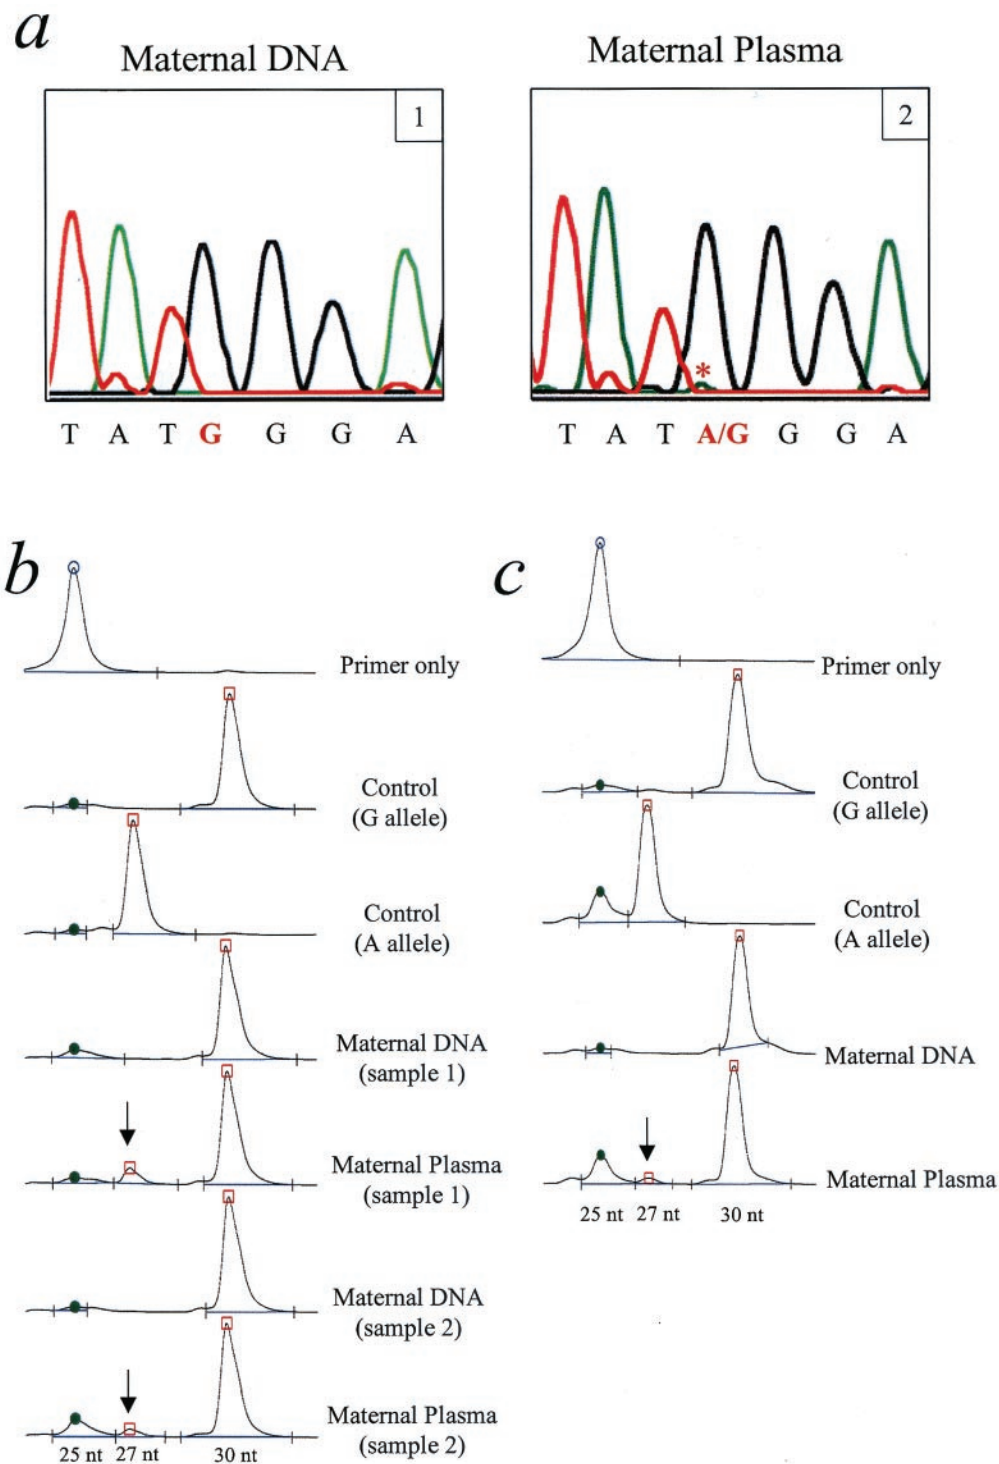 a
Maternal DNA
Maternal Plasma
1
2
*
T A T G G G A
T A T A/G G G A
b
Primer only
Control
(G allele)
Control
(A allele)
Maternal DNA
(sample 1)
Maternal Plasma
(sample 1)
Maternal DNA
(sample 2)
Maternal Plasma
(sample 2)
25 nt 27 nt 30 nt
c
Primer only
Control
(G allele)
Control
(A allele)
Maternal DNA
Maternal Plasma
25 nt 27 nt 30 nt